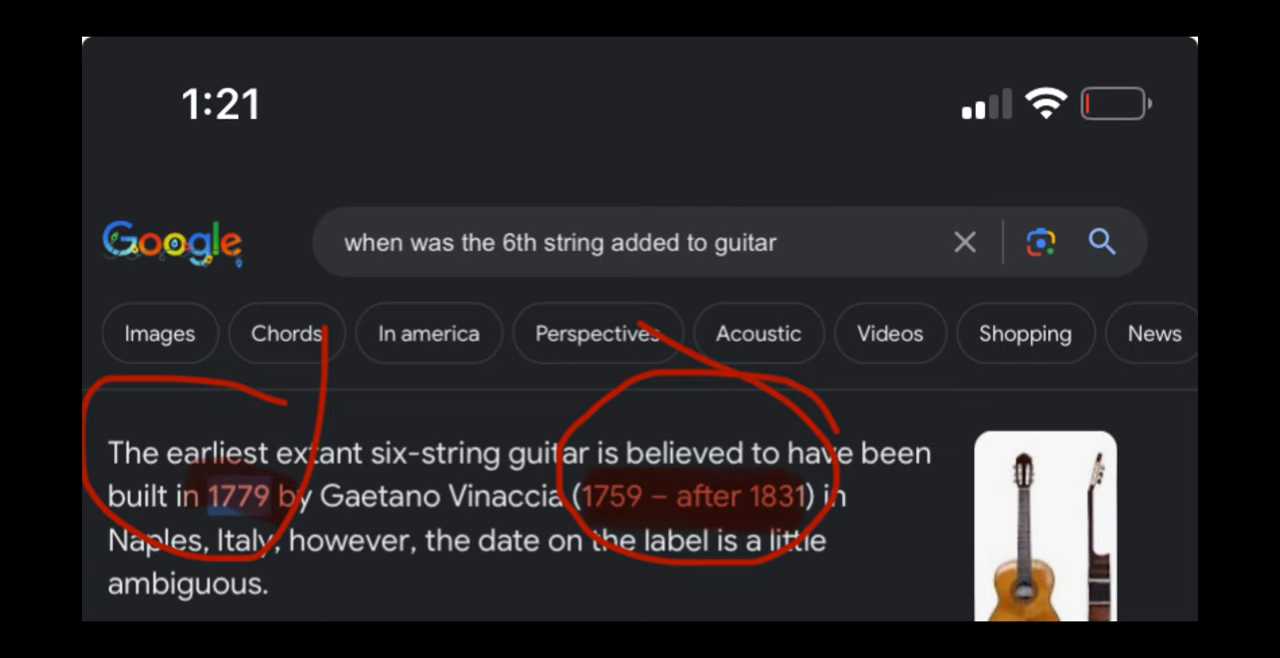 1:21
Google when was the 6th string added to guitar
Images Chords In america Perspectives Acoustic Videos Shopping News
The earliest extant six-string guitar is believed to have been
built in 1779 by Gaetano Vinaccia (1759 – after 1831) in
Naples, Italy, however, the date on the label is a little
ambiguous.